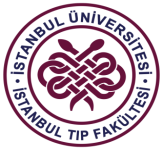 İSTANBUL ÜNİVERSİTESİ
İSTANBUL TIP FAKÜLTESİ